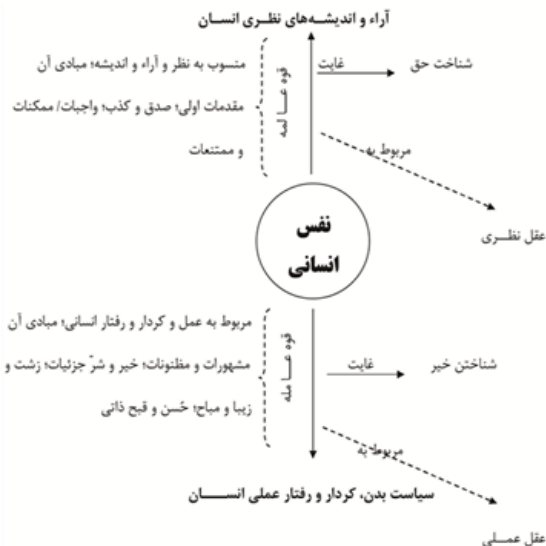 آراء و اندیشه‌های نظری انسان
منسوب به نظر و آراء و اندیشه؛ مبادی آن
مقدمات اولی؛ صدق و کذب؛ واجبات/ ممکنات
و ممتنعات
قوه عالمه
غایت
شناخت حق
مربوط به
عقل نظری
نفس
انسانی
مربوط به عمل و کردار و رفتار انسانی؛ مبادی آن
مشهورات و مظنونات؛ خیر و شرّ جزئیات؛ زشت و
زیبا و مباح؛ حُسن و قبح ذاتی
قوه عامله
غایت
شناختن خیر
مربوط به
سیاست بدن، کردار و رفتار عملی انسان
عقل عملی